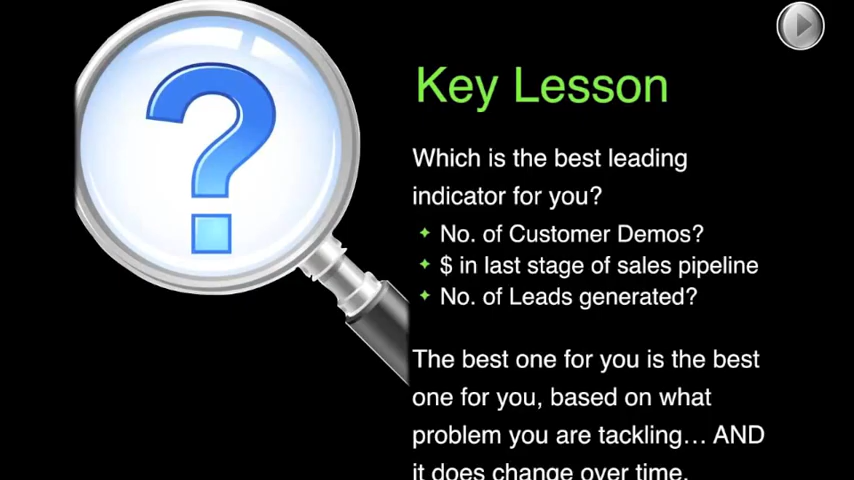 Key Lesson
Which is the best leading
indicator for you?
No. of Customer Demos?
$ in last stage of sales pipeline
No. of Leads generated?
The best one for you is the best
one for you, based on what
problem you are tackling... AND
it does change over time.